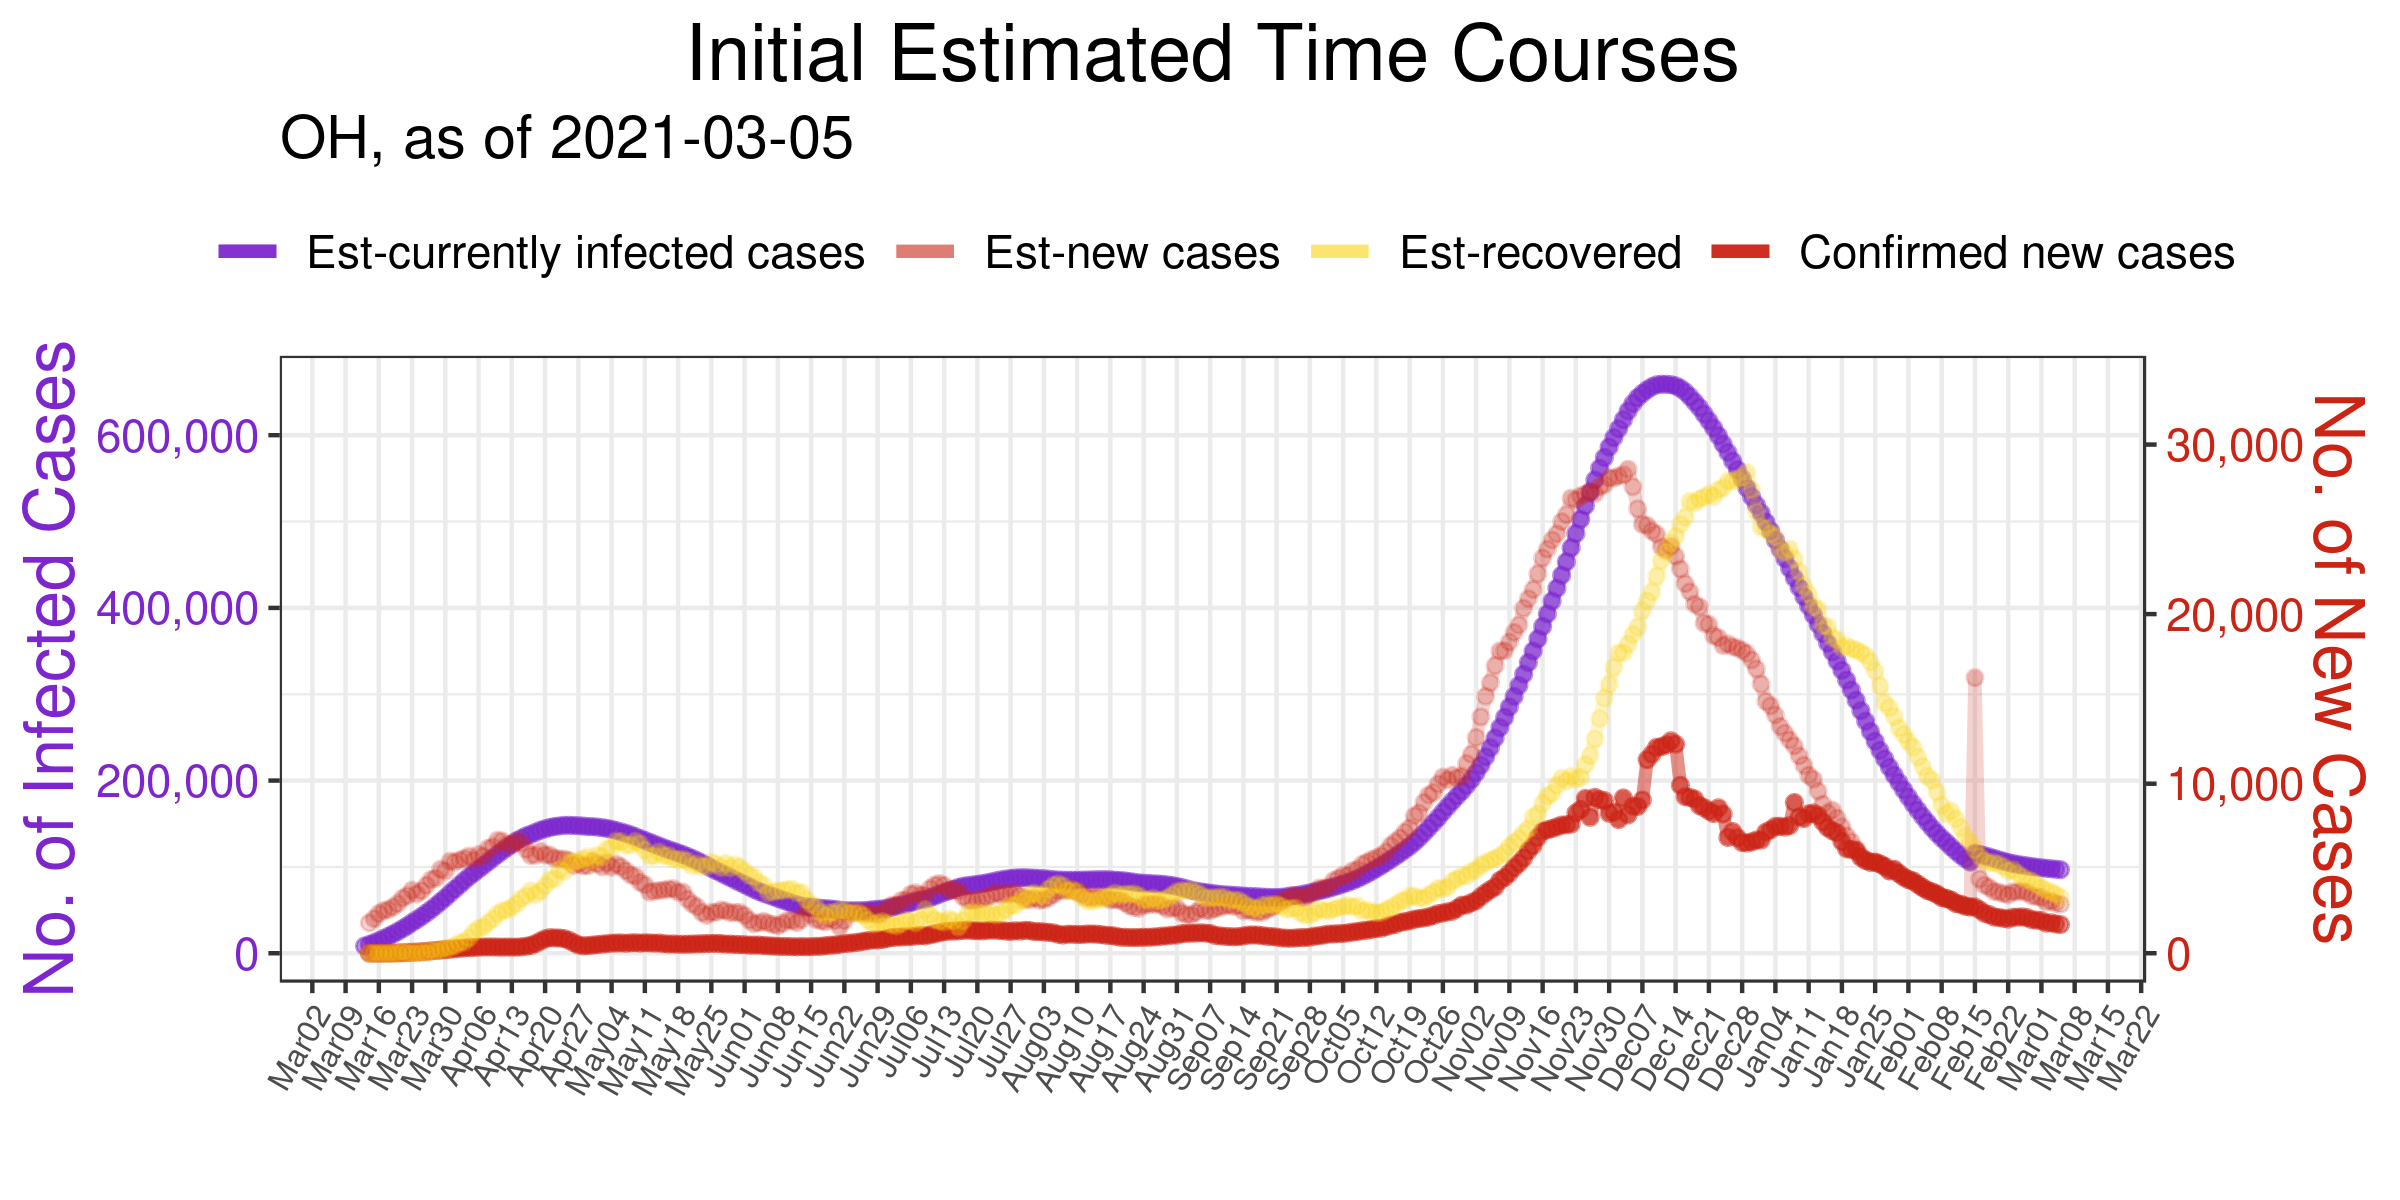 Initial Estimated Time Courses
OH, as of 2021-03-05
Est-currently infected cases
Est-new cases
Est-recovered
Confirmed new cases
No. of Infected Cases
600,000
400,000
200,000
0
30,000
20,000
10,000
0
No. of New Cases
Mar02
Mar09
Mar16
Mar23
Mar30
Apr06
Apr13
Apr20
Apr27
May04
May11
May18
May25
Jun01
Jun08
Jun15
Jun22
Jun29
Jul06
Jul13
Jul20
Jul27
Aug03
Aug10
Aug17
Aug24
Aug31
Sep07
Sep14
Sep21
Sep28
Oct05
Oct12
Oct19
Oct26
Nov02
Nov09
Nov16
Nov23
Nov30
Dec07
Dec14
Dec21
Dec28
Jan04
Jan11
Jan18
Jan25
Feb01
Feb08
Feb15
Feb22
Mar01
Mar08
Mar15
Mar22